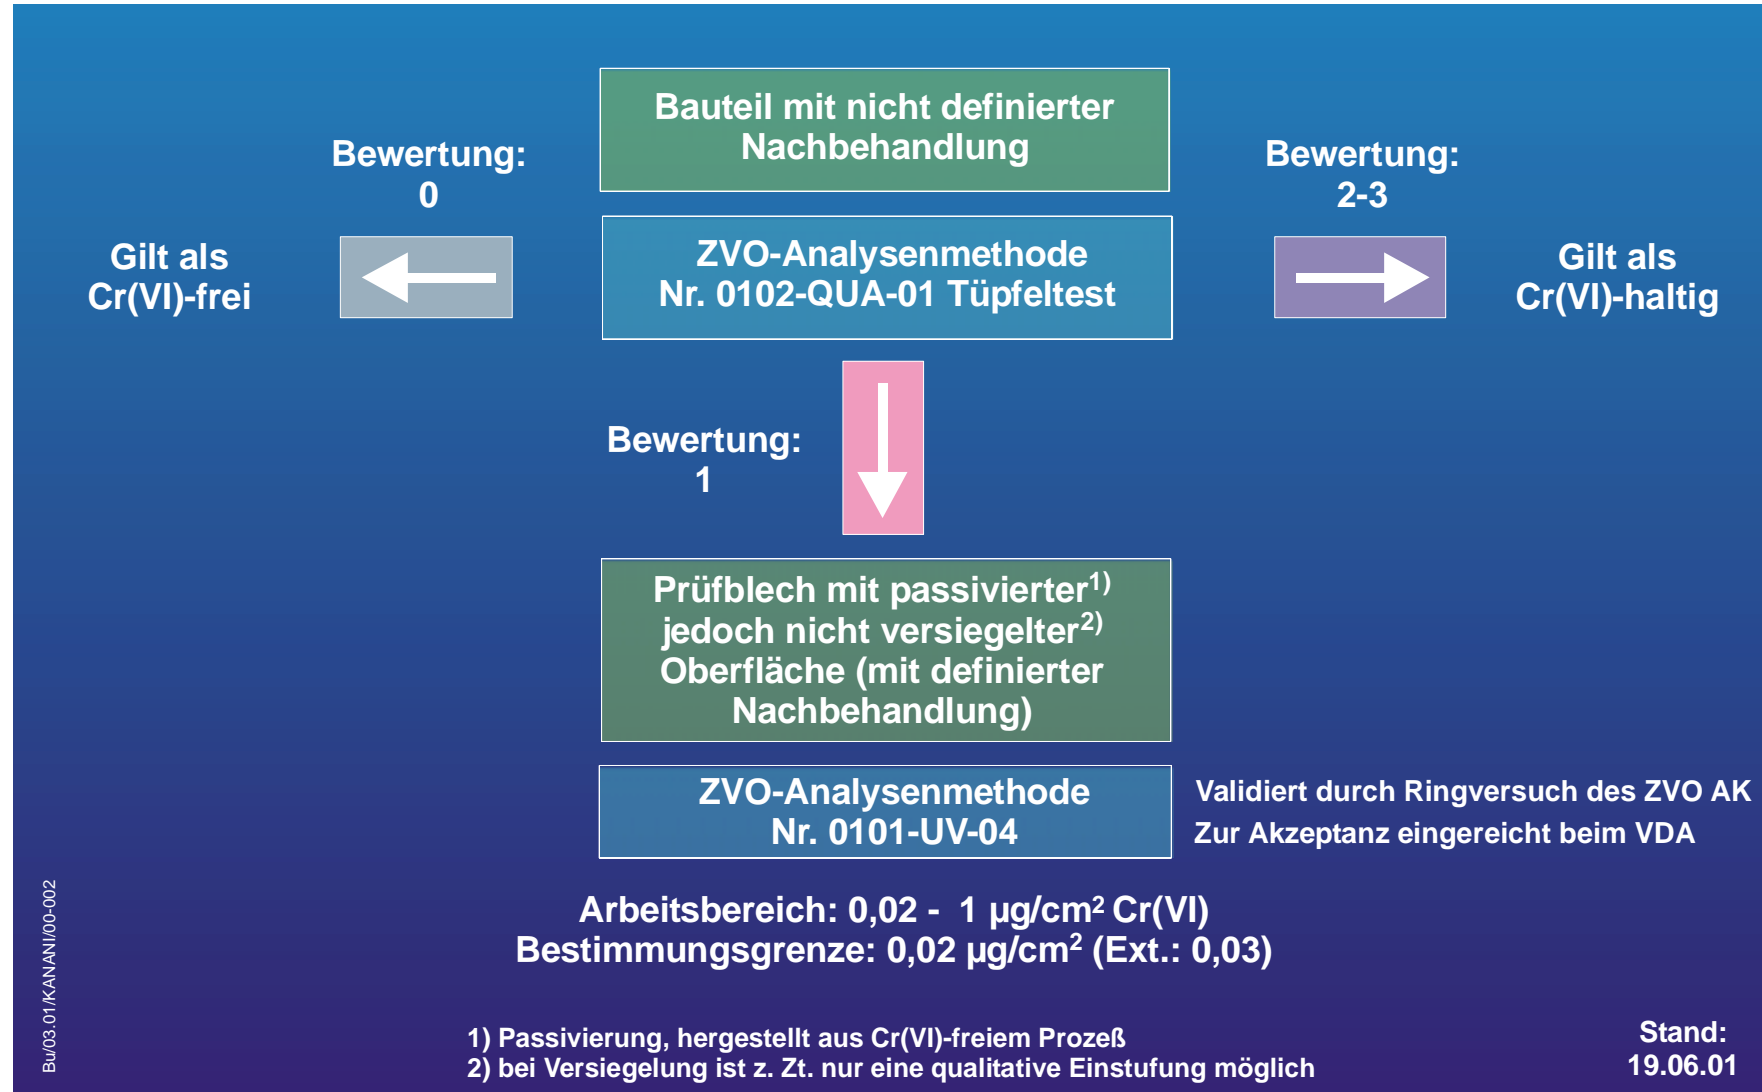 Bauteil mit nicht definierter
Nachbehandlung
Bewertung:
0
Bewertung:
2-3
Gilt als
Cr(VI)-frei
ZVO-Analysenmethode
Nr. 0102-QUA-01 Tüpfeltest
Gilt als
Cr(VI)-haltig
Bewertung:
1
Prüfblech mit passivierter1)
jedoch nicht versiegelter2)
Oberfläche (mit definierter
Nachbehandlung)
ZVO-Analysenmethode
Nr. 0101-UV-04
Validiert durch Ringversuch des ZVO AK
Zur Akzeptanz eingereicht beim VDA
Arbeitsbereich: 0,02 - 1 µg/cm² Cr(VI)
Bestimmungsgrenze: 0,02 µg/cm² (Ext.: 0,03)
1) Passivierung, hergestellt aus Cr(VI)-freiem Prozeß
2) bei Versiegelung ist z. Zt. nur eine qualitative Einstufung möglich
Stand:
19.06.01
Bu/03.01/KANANI/00-002